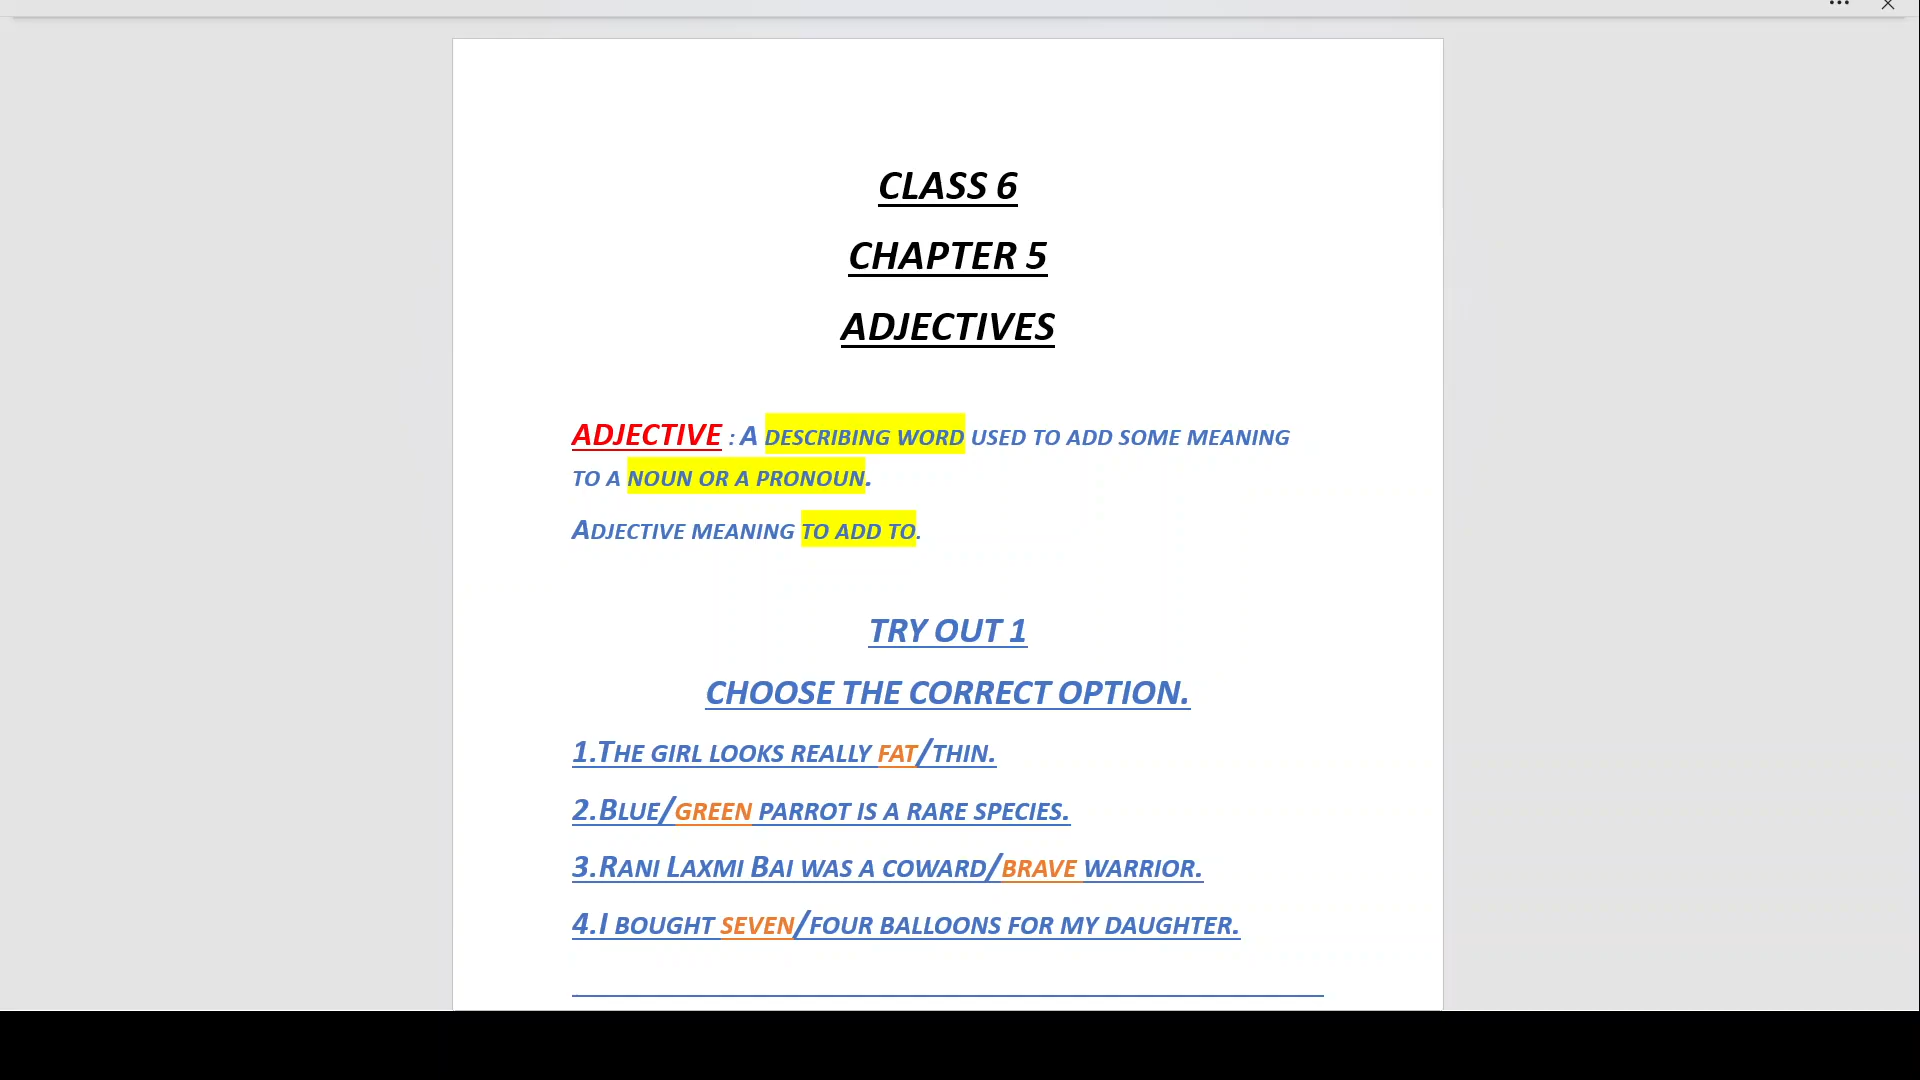 CLASS 6
CHAPTER 5
ADJECTIVES
ADJECTIVE : A DESCRIBING WORD USED TO ADD SOME MEANING
TO A NOUN OR A PRONOUN.
ADJECTIVE MEANING TO ADD TO.
TRY OUT 1
CHOOSE THE CORRECT OPTION.
1.THE GIRL LOOKS REALLY FAT/THIN.
2.BLUE/GREEN PARROT IS A RARE SPECIES.
3.RANI LAXMI BAI WAS A COWARD/BRAVE WARRIOR.
4.I BOUGHT SEVEN/FOUR BALLOONS FOR MY DAUGHTER.